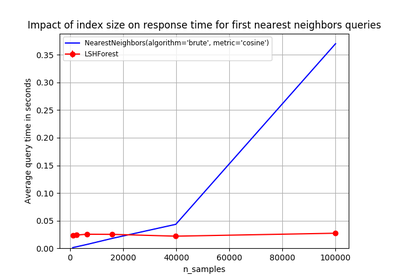 Impact of index size on response time for first nearest neighbors queries
NearestNeighbors(algorithm='brute', metric='cosine')
LSHForest
Average query time in seconds
0.35
0.30
0.25
0.20
0.15
0.10
0.05
0.00
0 20000 40000 60000 80000 100000
n_samples